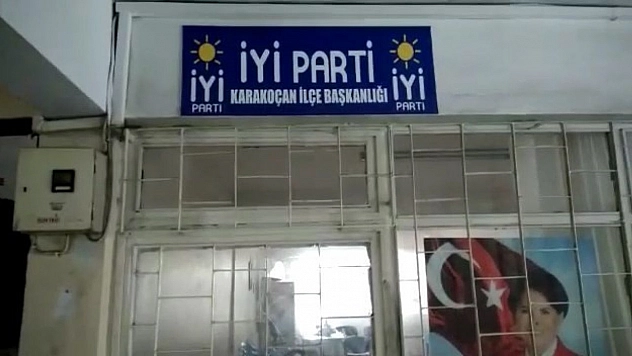 İYİ PARTİ
KARAKOÇAN İLÇE BAŞKANLIĞI
İYİ
PARTİ
İYİ
PARTİ